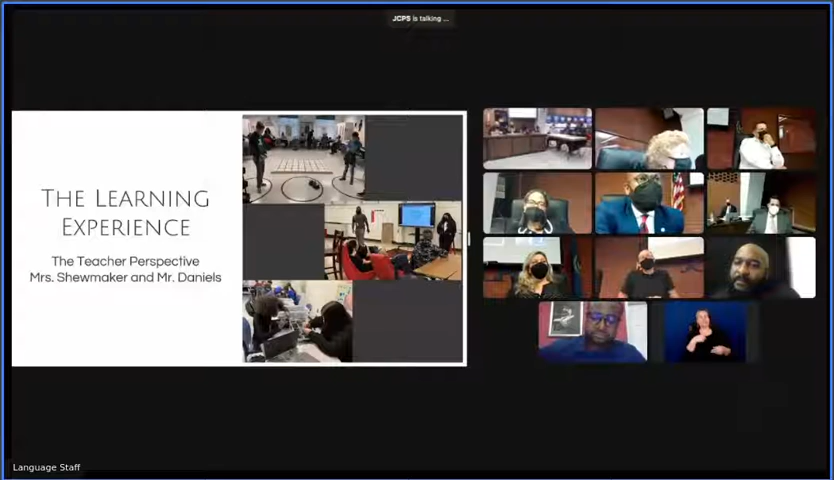 JCPS is talking ...
THE LEARNING
EXPERIENCE
The Teacher Perspective
Mrs. Shewmaker and Mr. Daniels
Language Staff